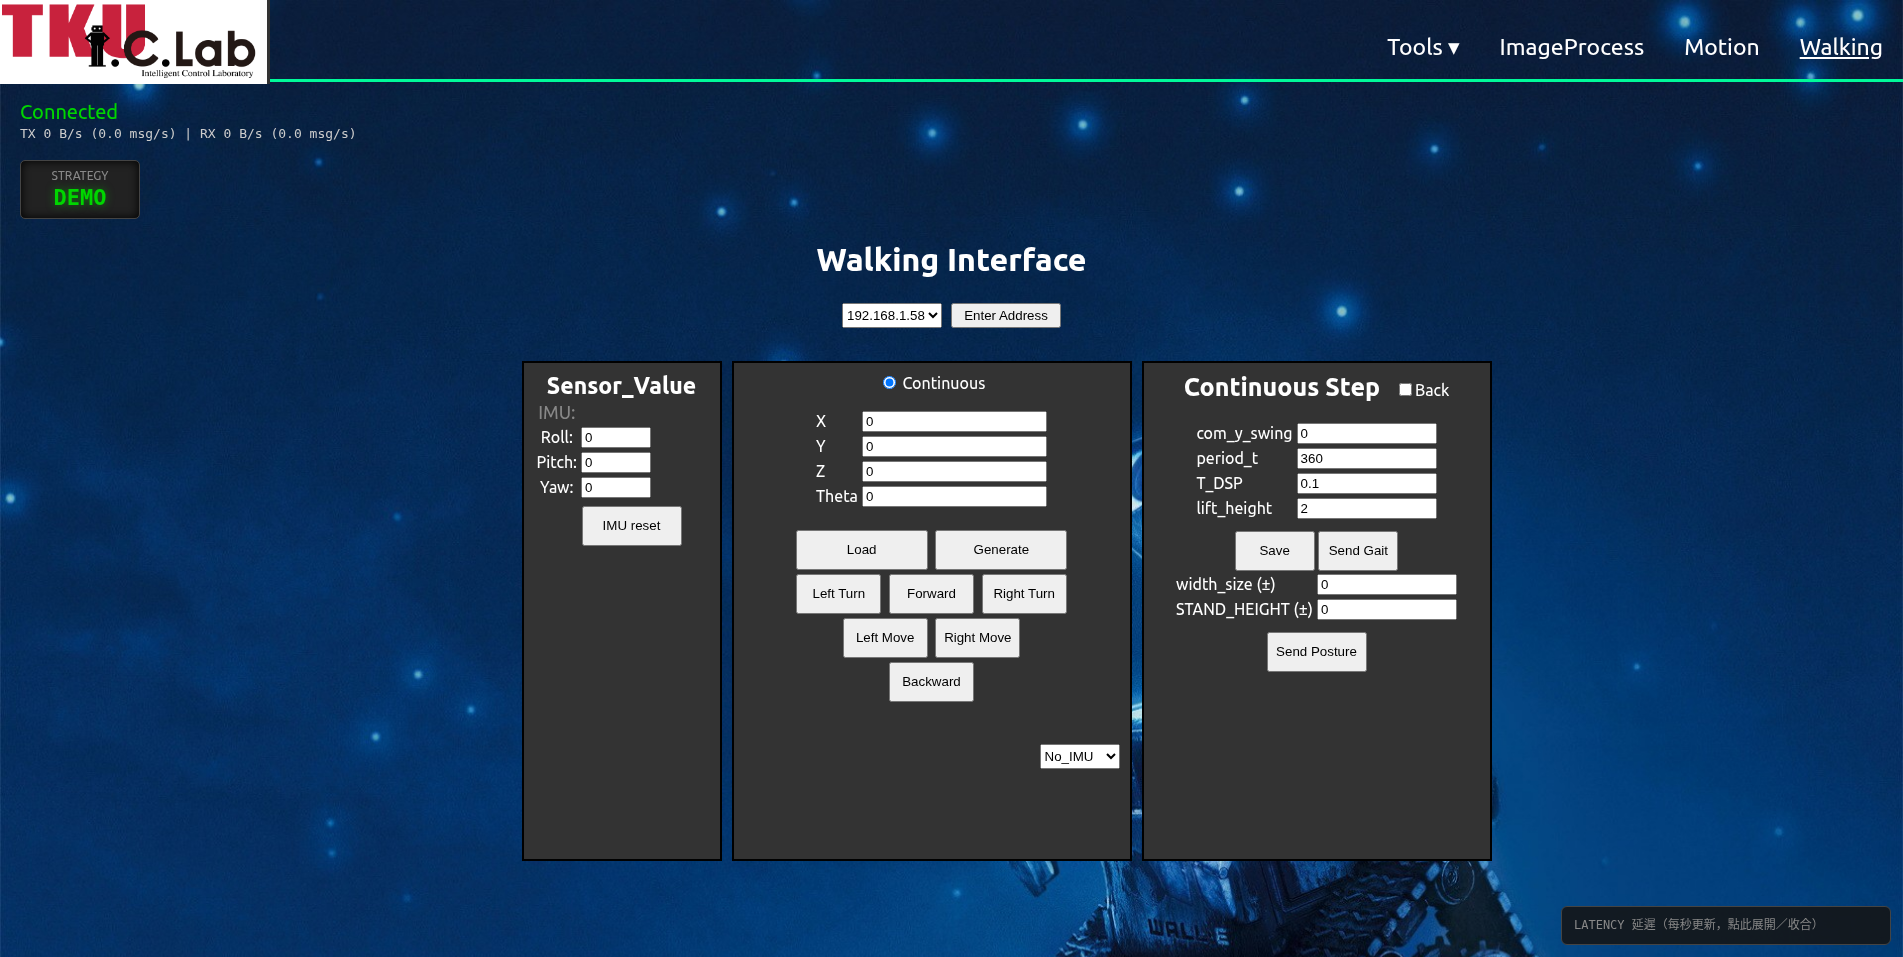 TKU
I.C.Lab
Intelligent Control Laboratory
Tools ▾ ImageProcess Motion Walking
Connected
TX 0 B/s (0.0 msg/s) | RX 0 B/s (0.0 msg/s)
STRATEGY
DEMO
Walking Interface
192.168.1.58 Enter Address
Sensor_Value
IMU:
Roll: 0
Pitch: 0
Yaw: 0
IMU reset
Continuous
X 0
Y 0
Z 0
Theta 0
Load Generate
Left Turn Forward Right Turn
Left Move Right Move
Backward
No_IMU
Continuous Step Back
com_y_swing 0
period_t 360
T_DSP 0.1
lift_height 2
Save Send Gait
width_size (±) 0
STAND_HEIGHT (±) 0
Send Posture
WALL·E
LATENCY 延遲（每秒更新，點此展開／收合）